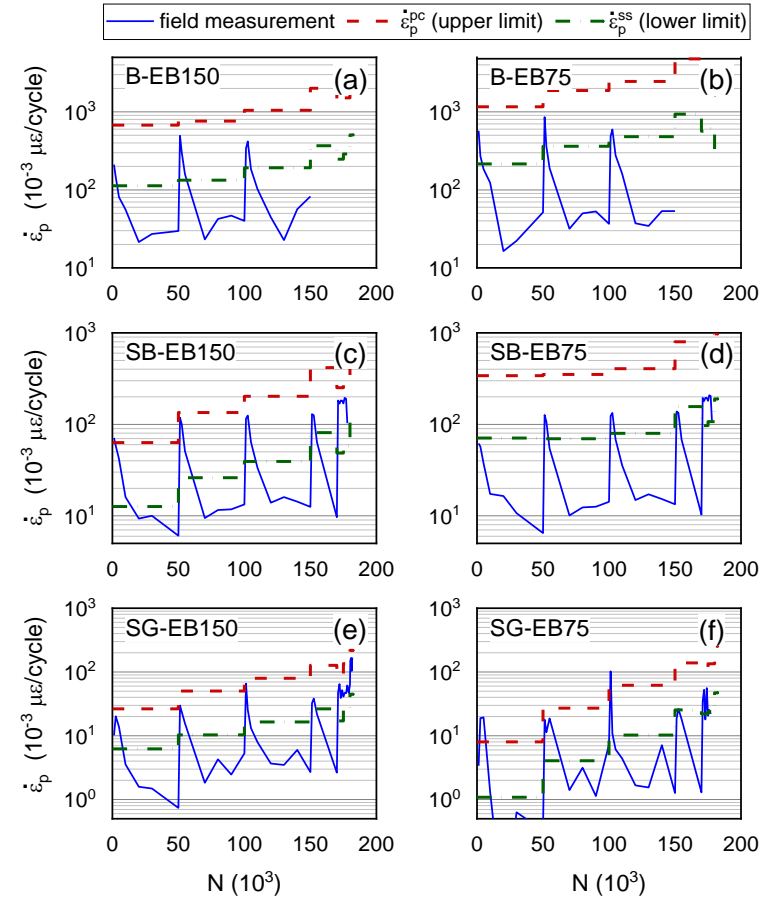 field measurement ε̇ₚᵖᶜ (upper limit) ε̇ₚˢˢ (lower limit)
B-EB150 (a) B-EB75 (b)
10³ 10³
10² 10²
10¹ 10¹
ε̇ₚ (10⁻³ με/cycle)
0 50 100 150 200 0 50 100 150 200
SB-EB150 (c) SB-EB75 (d)
10³ 10³
10² 10²
10¹ 10¹
ε̇ₚ (10⁻³ με/cycle)
0 50 100 150 200 0 50 100 150 200
SG-EB150 (e) SG-EB75 (f)
10³ 10³
10² 10²
10¹ 10¹
10⁰ 10⁰
ε̇ₚ (10⁻³ με/cycle)
0 50 100 150 200 0 50 100 150 200
N (10³) N (10³)